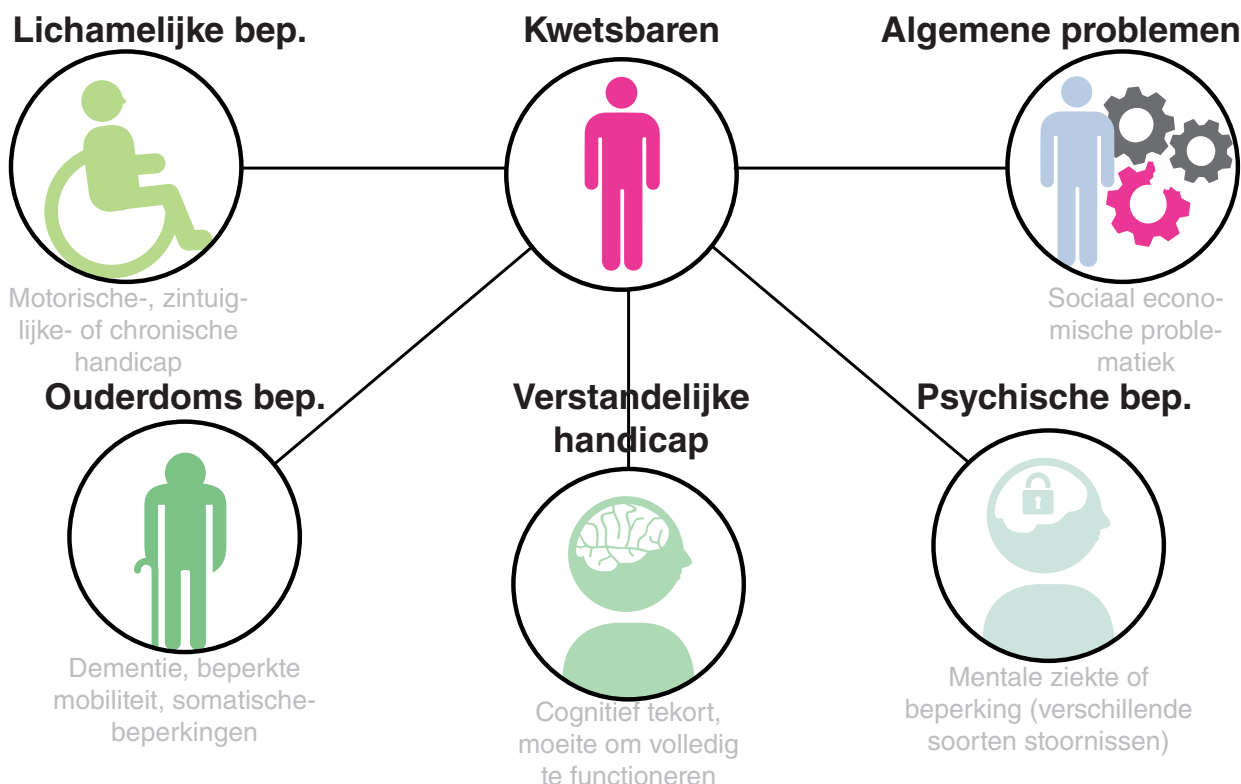 Lichamelijke bep.
Kwetsbaren
Algemene problemen
Motorische-, zintuig-
lijke- of chronische
handicap
Sociaal econo-
mische proble-
matiek
Ouderdoms bep.
Verstandelijke
handicap
Psychische bep.
Dementie, beperkte
mobiliteit, somatische-
beperkingen
Cognitief tekort,
moeite om volledig
te functioneren
Mentale ziekte of
beperking (verschillende
soorten stoornissen)